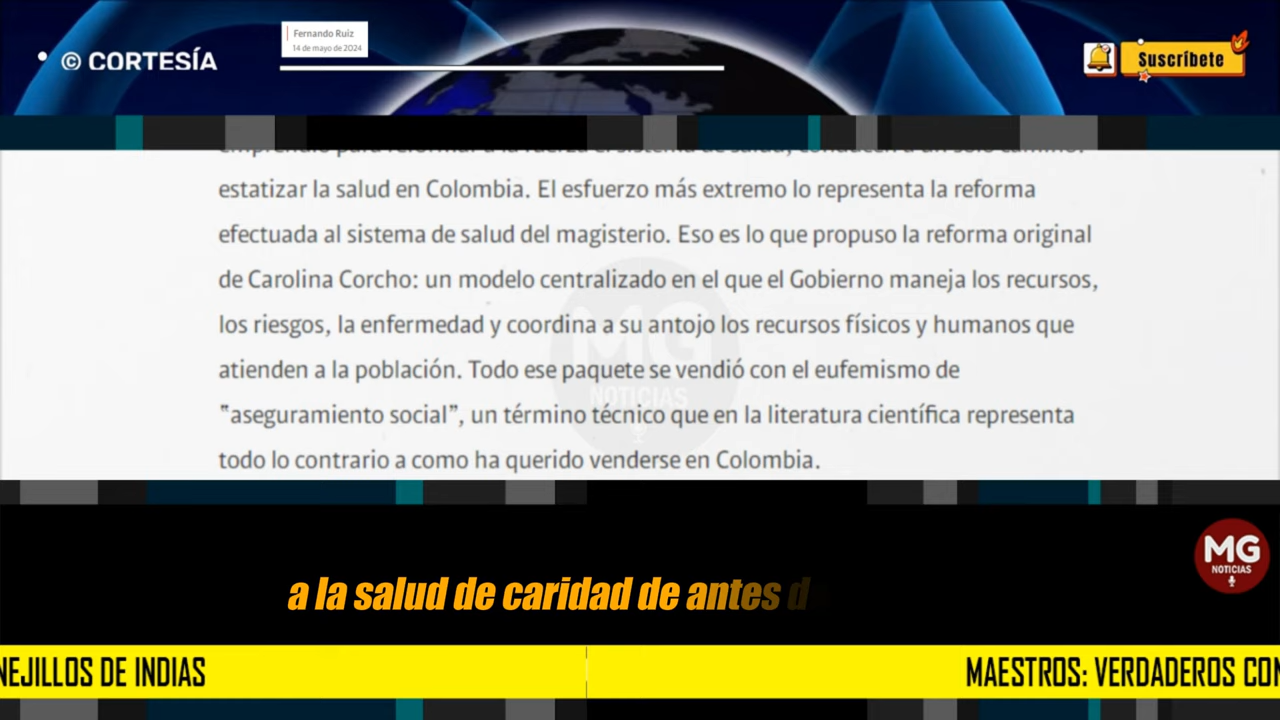 Fernando Ruiz
14 de mayo de 2024
© CORTESÍA
Suscríbete
estatizar la salud en Colombia. El esfuerzo más extremo lo representa la reforma
efectuada al sistema de salud del magisterio. Eso es lo que propuso la reforma original
de Carolina Corcho: un modelo centralizado en el que el Gobierno maneja los recursos,
los riesgos, la enfermedad y coordina a su antojo los recursos físicos y humanos que
atienden a la población. Todo ese paquete se vendió con el eufemismo de
"aseguramiento social”, un término técnico que en la literatura científica representa
todo lo contrario a como ha querido venderse en Colombia.
MG
NOTICIAS
MG
NOTICIAS
a la salud de caridad de antes d
NEJILLOS DE INDIAS
MAESTROS: VERDADEROS CON